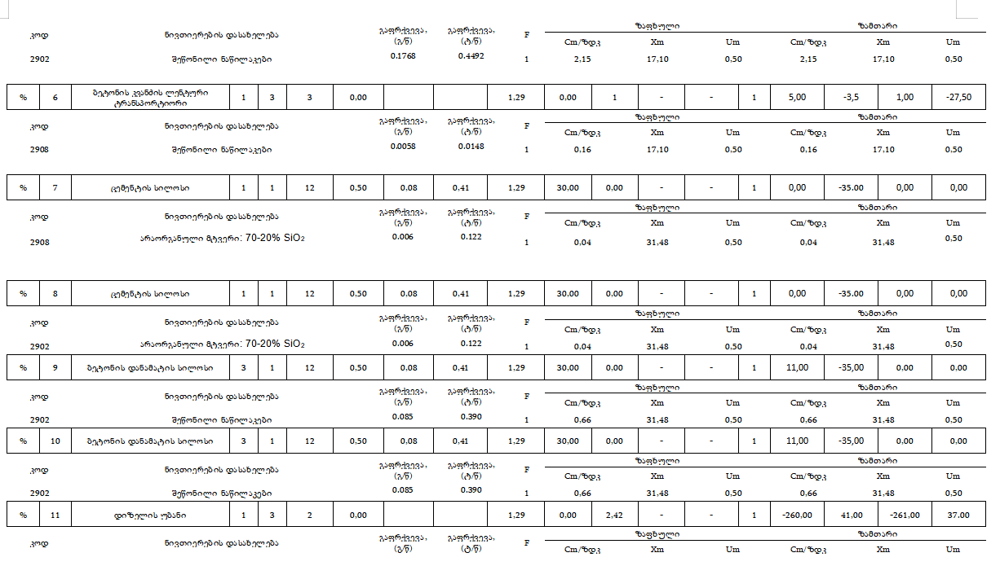 კოდ ნივთიერების დასახელება გაფრქვევა, (გ/წ) გაფრქვევა, (ტ/წ) F ზაფხული ზამთარი
Cm/ზდკ Xm Um Cm/ზდკ Xm Um
2902 შეწონილი ნაწილაკები 0.1768 0.4492 1 2,15 17,10 0,50 2,15 17,10 0,50
% 6 ბეტონის კვანძის ლენტური ტრანსპორტიორი 1 3 3 0,00 1,29 0,00 1 - - 1 5,00 -3,5 1,00 -27,50
კოდ ნივთიერების დასახელება გაფრქვევა, (გ/წ) გაფრქვევა, (ტ/წ) F ზაფხული ზამთარი
Cm/ზდკ Xm Um Cm/ზდკ Xm Um
2908 შეწონილი ნაწილაკები 0.0058 0.0148 1 0,16 17,10 0,50 0,16 17,10 0,50
% 7 ცემენტის სილოსი 1 1 12 0,50 0,08 0,41 1,29 30,00 0,00 - - 1 0,00 -35.00 0,00 0,00
კოდ ნივთიერების დასახელება გაფრქვევა, (გ/წ) გაფრქვევა, (ტ/წ) F ზაფხული ზამთარი
Cm/ზდკ Xm Um Cm/ზდკ Xm Um
2908 არაორგანული მტვერი: 70-20% SiO₂ 0.006 0.122 1 0,04 31,48 0,50 0,04 31,48 0,50
% 8 ცემენტის სილოსი 1 1 12 0,50 0,08 0,41 1,29 30,00 0,00 - - 1 0,00 -35.00 0,00 0,00
კოდ ნივთიერების დასახელება გაფრქვევა, (გ/წ) გაფრქვევა, (ტ/წ) F ზაფხული ზამთარი
Cm/ზდკ Xm Um Cm/ზდკ Xm Um
2902 არაორგანული მტვერი: 70-20% SiO₂ 0.006 0.122 1 0,04 31,48 0,50 0,04 31,48 0,50
% 9 ბეტონის დანამატის სილოსი 3 1 12 0,50 0,08 0,41 1,29 30,00 0,00 - - 1 11,00 -35,00 0,00 0,00
კოდ ნივთიერების დასახელება გაფრქვევა, (გ/წ) გაფრქვევა, (ტ/წ) F ზაფხული ზამთარი
Cm/ზდკ Xm Um Cm/ზდკ Xm Um
2902 შეწონილი ნაწილაკები 0.085 0.390 1 0,66 31,48 0,50 0,66 31,48 0,50
% 10 ბეტონის დანამატის სილოსი 3 1 12 0,50 0,08 0,41 1,29 30,00 0,00 - - 1 11,00 -35,00 0,00 0,00
კოდ ნივთიერების დასახელება გაფრქვევა, (გ/წ) გაფრქვევა, (ტ/წ) F ზაფხული ზამთარი
Cm/ზდკ Xm Um Cm/ზდკ Xm Um
2902 შეწონილი ნაწილაკები 0.085 0.390 1 0,66 31,48 0,50 0,66 31,48 0,50
% 11 დიზელის უბანი 1 3 2 0,00 1,29 0,00 2,42 - - 1 -260,00 41,00 -261,00 37.00
კოდ ნივთიერების დასახელება გაფრქვევა, (გ/წ) გაფრქვევა, (ტ/წ) F ზაფხული ზამთარი
Cm/ზდკ Xm Um Cm/ზდკ Xm Um